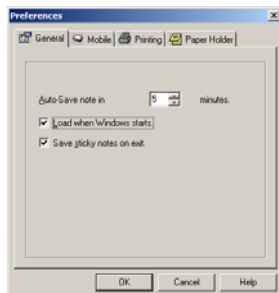 Preferences
General Mobile Printing Paper Holder
Auto-Save note in 5 minutes.
Load when Windows starts.
Save sticky notes on exit.
OK Cancel Help